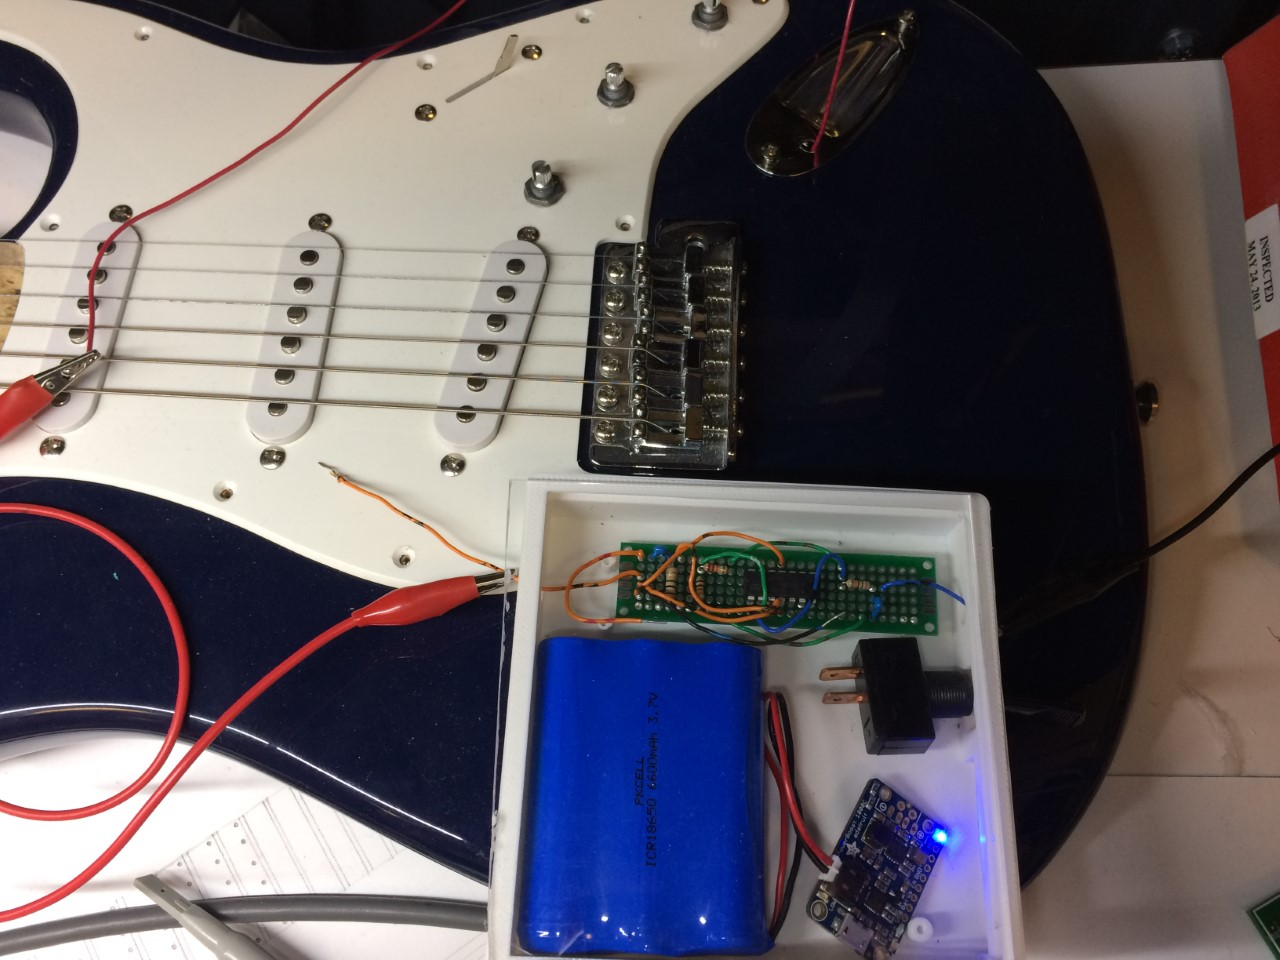 INSPECTED
MAY 24, 2013
PKCELL
ICR18650 6600mAh 3.7V